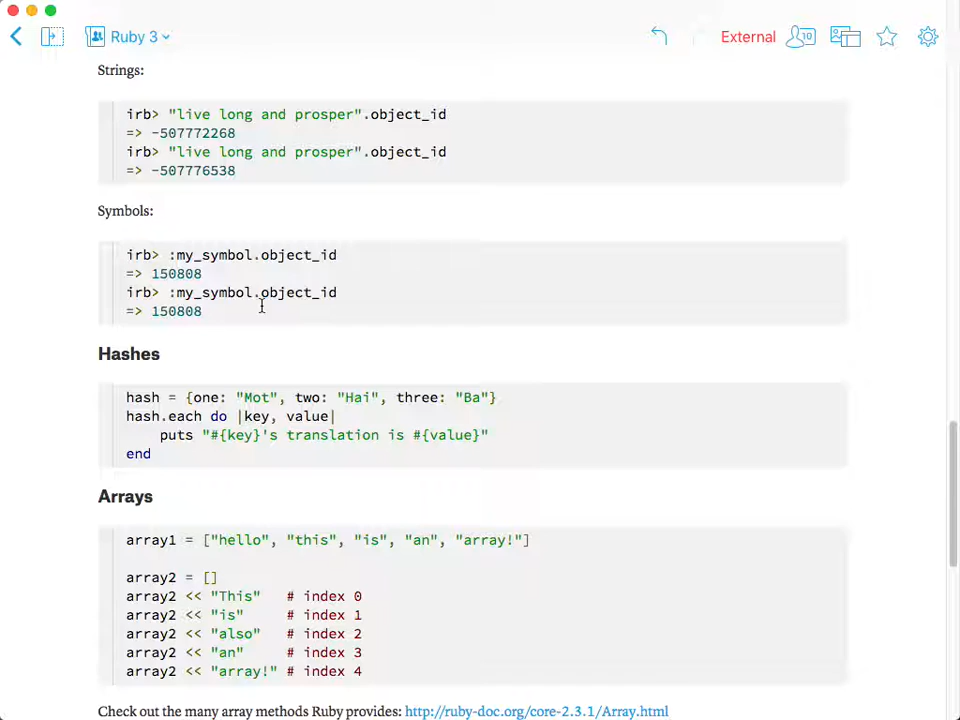 Ruby 3
External
10
Strings:
irb> "live long and prosper".object_id
=> -507772268
irb> "live long and prosper".object_id
=> -507776538
Symbols:
irb> :my_symbol.object_id
=> 150808
irb> :my_symbol.object_id
=> 150808
Hashes
hash = {one: "Mot", two: "Hai", three: "Ba"}
hash.each do |key, value|
    puts "#{key}'s translation is #{value}"
end
Arrays
array1 = ["hello", "this", "is", "an", "array!"]
array2 = []
array2 << "This"   # index 0
array2 << "is"     # index 1
array2 << "also"   # index 2
array2 << "an"     # index 3
array2 << "array!" # index 4
Check out the many array methods Ruby provides: http://ruby-doc.org/core-2.3.1/Array.html